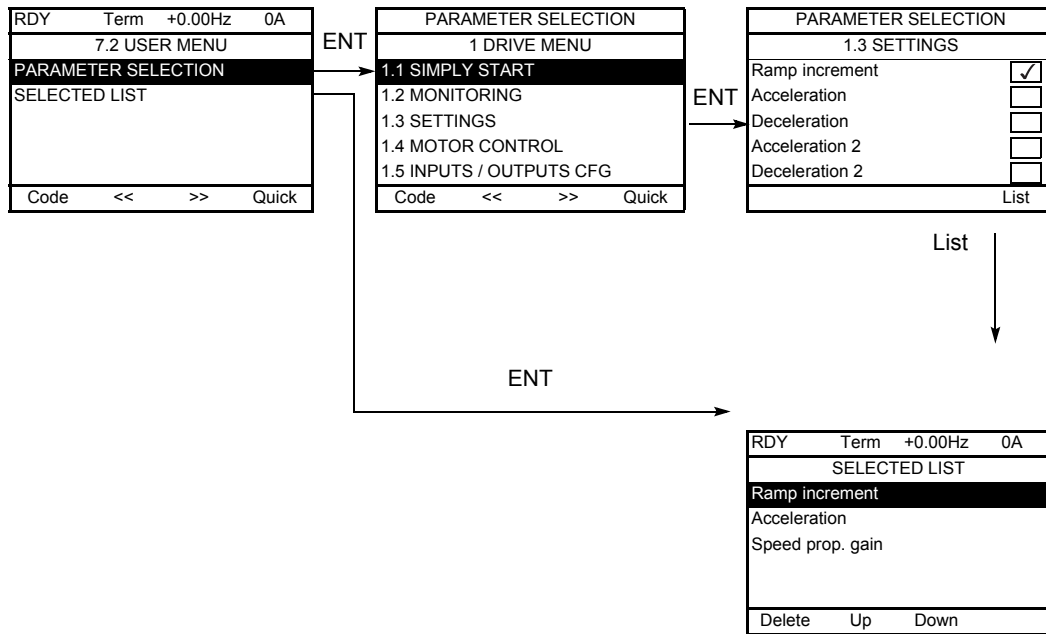 RDY Term +0.00Hz 0A
7.2 USER MENU
PARAMETER SELECTION
SELECTED LIST
Code << >> Quick
ENT
PARAMETER SELECTION
1 DRIVE MENU
1.1 SIMPLY START
1.2 MONITORING
1.3 SETTINGS
1.4 MOTOR CONTROL
1.5 INPUTS / OUTPUTS CFG
Code << >> Quick
ENT
PARAMETER SELECTION
1.3 SETTINGS
Ramp increment ✓
Acceleration
Deceleration
Acceleration 2
Deceleration 2
List
List
ENT
RDY Term +0.00Hz 0A
SELECTED LIST
Ramp increment
Acceleration
Speed prop. gain
Delete Up Down